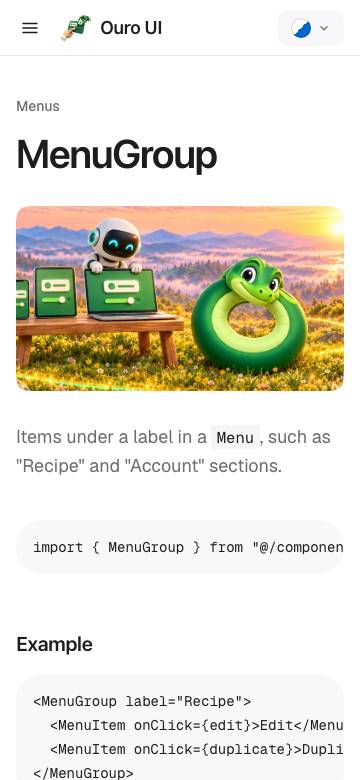 Ouro UI
Menus
MenuGroup
Items under a label in a Menu, such as
"Recipe" and "Account" sections.
import { MenuGroup } from "@/componen
Example
<MenuGroup label="Recipe">
  <MenuItem onClick={edit}>Edit</Menu
  <MenuItem onClick={duplicate}>Dupli
</MenuGroup>